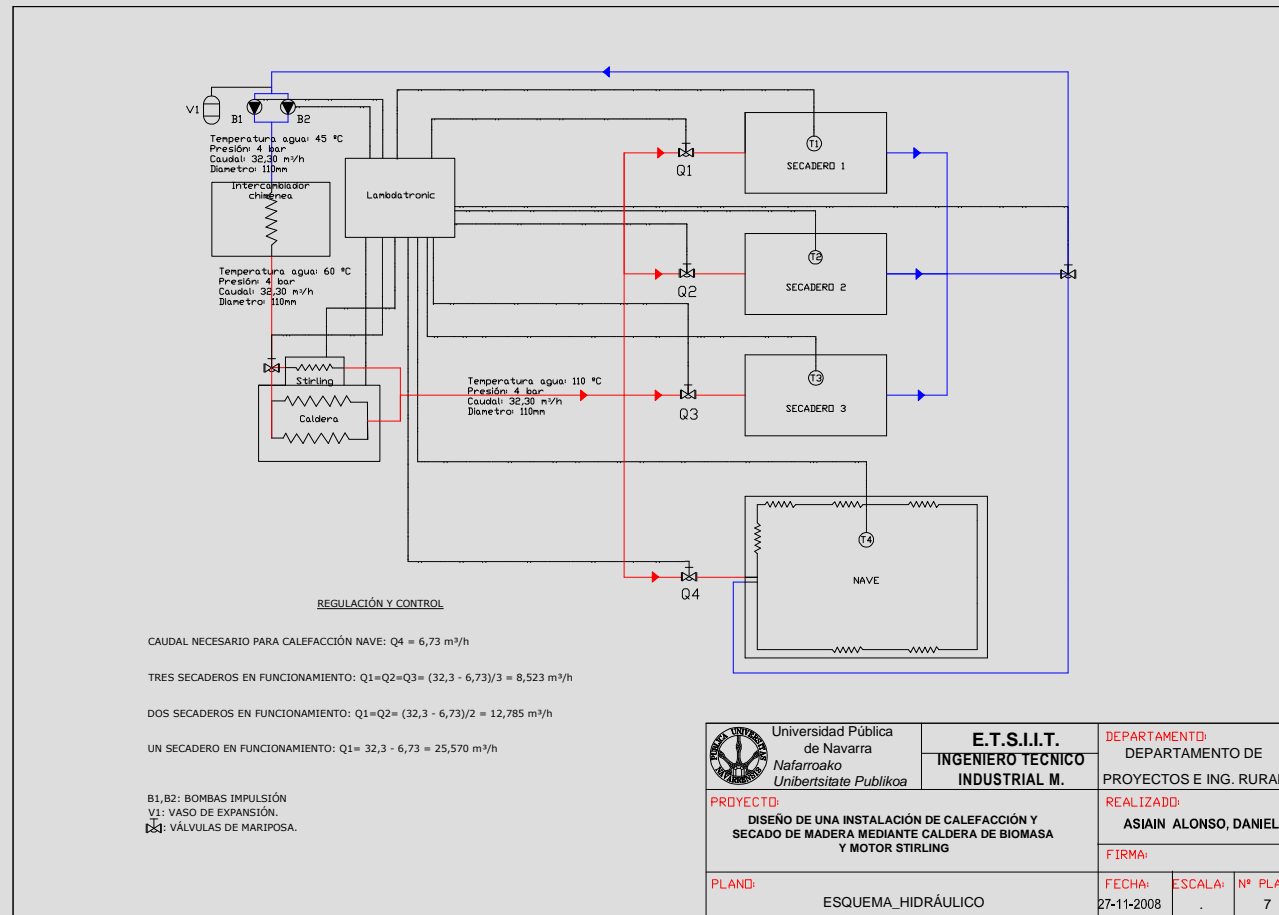 V1
B1
B2
Temperatura agua: 45 ºC
Presión: 4 bar
Caudal: 32,30 m³/h
Diametro: 110mm
Intercambiador
chimenea
Lambdatronic
Temperatura agua: 60 ºC
Presión: 4 bar
Caudal: 32,30 m³/h
Diametro: 110mm
Stirling
Caldera
Temperatura agua: 110 ºC
Presión: 4 bar
Caudal: 32,30 m³/h
Diametro: 110mm
Q1
T1
SECADERO 1
Q2
T2
SECADERO 2
Q3
T3
SECADERO 3
Q4
T4
NAVE
REGULACIÓN Y CONTROL
CAUDAL NECESARIO PARA CALEFACCIÓN NAVE: Q4 = 6,73 m³/h
TRES SECADEROS EN FUNCIONAMIENTO: Q1=Q2=Q3= (32,3 - 6,73)/3 = 8,523 m³/h
DOS SECADEROS EN FUNCIONAMIENTO: Q1=Q2= (32,3 - 6,73)/2 = 12,785 m³/h
UN SECADERO EN FUNCIONAMIENTO: Q1= 32,3 - 6,73 = 25,570 m³/h
B1,B2: BOMBAS IMPULSIÓN
V1: VASO DE EXPANSIÓN.
: VÁLVULAS DE MARIPOSA.
Universidad Pública
de Navarra
Nafarroako
Unibertsitate Publikoa
E.T.S.I.I.T.
INGENIERO TECNICO
INDUSTRIAL M.
DEPARTAMENTO:
DEPARTAMENTO DE
PROYECTOS E ING. RURAL
PROYECTO:
DISEÑO DE UNA INSTALACIÓN DE CALEFACCIÓN Y
SECADO DE MADERA MEDIANTE CALDERA DE BIOMASA
Y MOTOR STIRLING
REALIZADO:
ASIAIN ALONSO, DANIEL
FIRMA:
PLANO:
ESQUEMA_HIDRÁULICO
FECHA:
27-11-2008
ESCALA:
.
Nº PLA
7